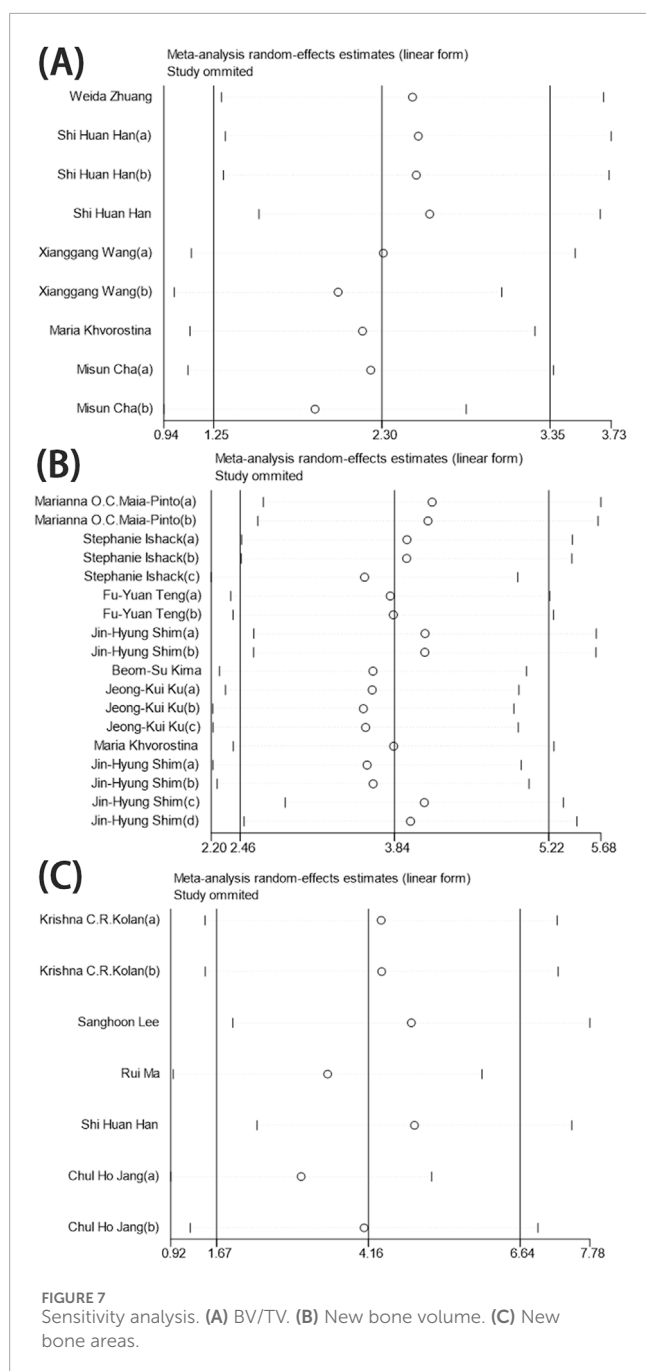 (A)
Meta-analysis random-effects estimates (linear form)
Study ommited
Weida Zhuang
Shi Huan Han(a)
Shi Huan Han(b)
Shi Huan Han
Xianggang Wang(a)
Xianggang Wang(b)
Maria Khvorostina
Misun Cha(a)
Misun Cha(b)
0.94 1.25 2.30 3.35 3.73
(B)
Meta-analysis random-effects estimates (linear form)
Study ommited
Marianna O.C.Maia-Pinto(a)
Marianna O.C.Maia-Pinto(b)
Stephanie Ishack(a)
Stephanie Ishack(b)
Stephanie Ishack(c)
Fu-Yuan Teng(a)
Fu-Yuan Teng(b)
Jin-Hyung Shim(a)
Jin-Hyung Shim(b)
Beom-Su Kima
Jeong-Kui Ku(a)
Jeong-Kui Ku(b)
Jeong-Kui Ku(c)
Maria Khvorostina
Jin-Hyung Shim(a)
Jin-Hyung Shim(b)
Jin-Hyung Shim(c)
Jin-Hyung Shim(d)
2.20 2.46 3.84 5.22 5.68
(C)
Meta-analysis random-effects estimates (linear form)
Study ommited
Krishna C.R.Kolan(a)
Krishna C.R.Kolan(b)
Sanghoon Lee
Rui Ma
Shi Huan Han
Chul Ho Jang(a)
Chul Ho Jang(b)
0.92 1.67 4.16 6.64 7.78
FIGURE 7
Sensitivity analysis. (A) BV/TV. (B) New bone volume. (C) New
bone areas.